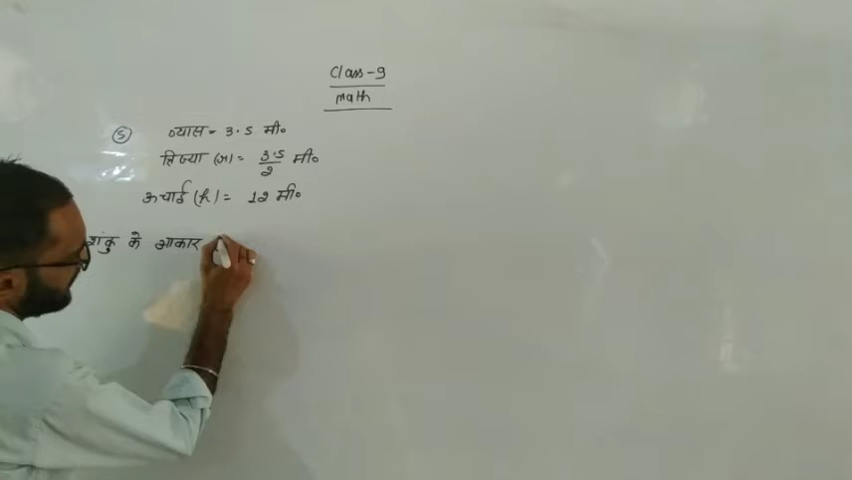 Class-9
math
⑤ व्यास = 3.5 मी०
त्रिज्या (r) = 3.5/2 मी०
ऊचाई (h) = 12 मी०
शंकु के आकार